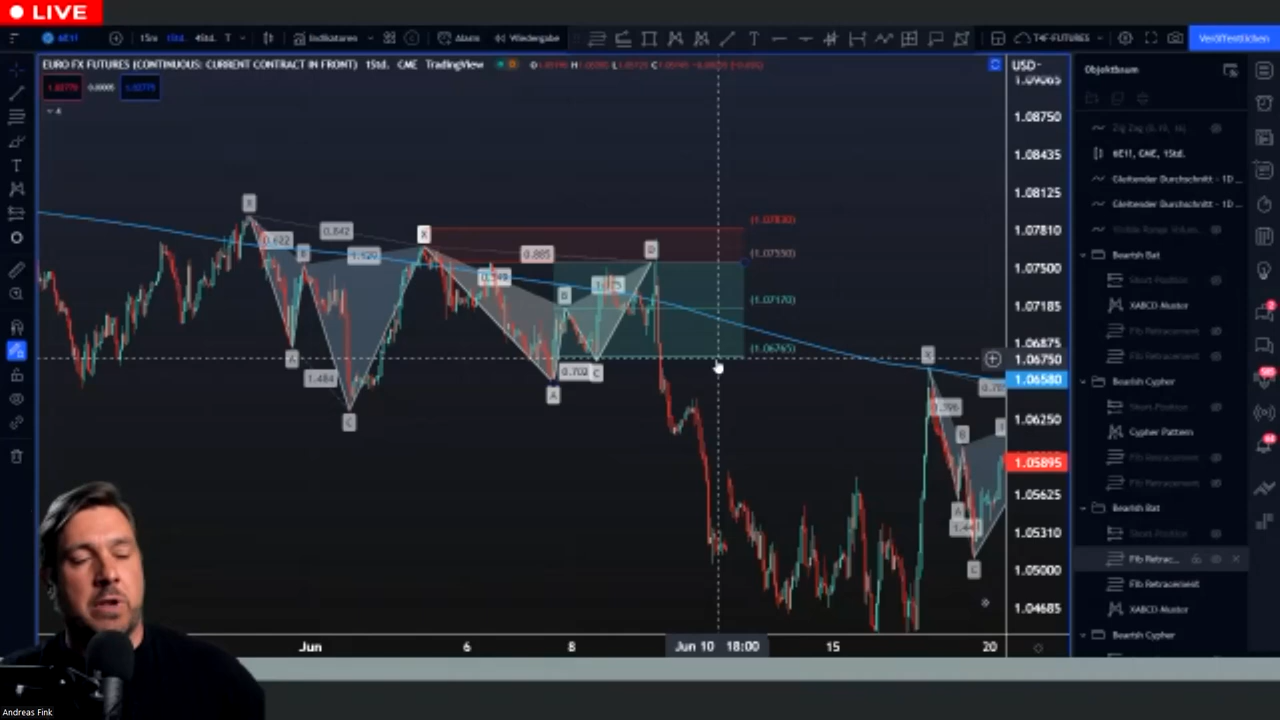 LIVE
6E1! 15m 1Std. 4Std. T Indikatoren Alarm Wiedergabe T4F-FUTURES Veröffentlichen
EURO FX FUTURES (CONTINUOUS: CURRENT CONTRACT IN FRONT) 1Std. CME TradingView
USD
Objektbaum
4
1.09065
1.08750
1.08435
1.08125
1.07810
1.07500
1.07185
1.06875
1.06750
1.06580
1.06250
1.05895
1.05625
1.05310
1.05000
1.04685
(1.07830)
(1.07550)
(1.07170)
(1.06765)
X
0.622
0.842
B
1.129
A
1.484
C
X
0.885
D
B
0.702
C
A
X
B
A
C
Zig Zag
6E1!, CME, 1Std.
Gleitender Durchschnitt - 1D ...
Gleitender Durchschnitt - 1D ...
Visible Range Volum...
Bearish Bat
Short-Position
XABCD Muster
Fib Retracement
Fib Retracement
Bearish Cypher
Short-Position
Cypher Pattern
Fib Retracement
Fib Retracement
Bearish Bat
Short-Position
Fib Retrac...
Fib Retracement
XABCD Muster
Bearish Cypher
Jun 6 8 Jun 10 18:00 15 20
Andreas Fink